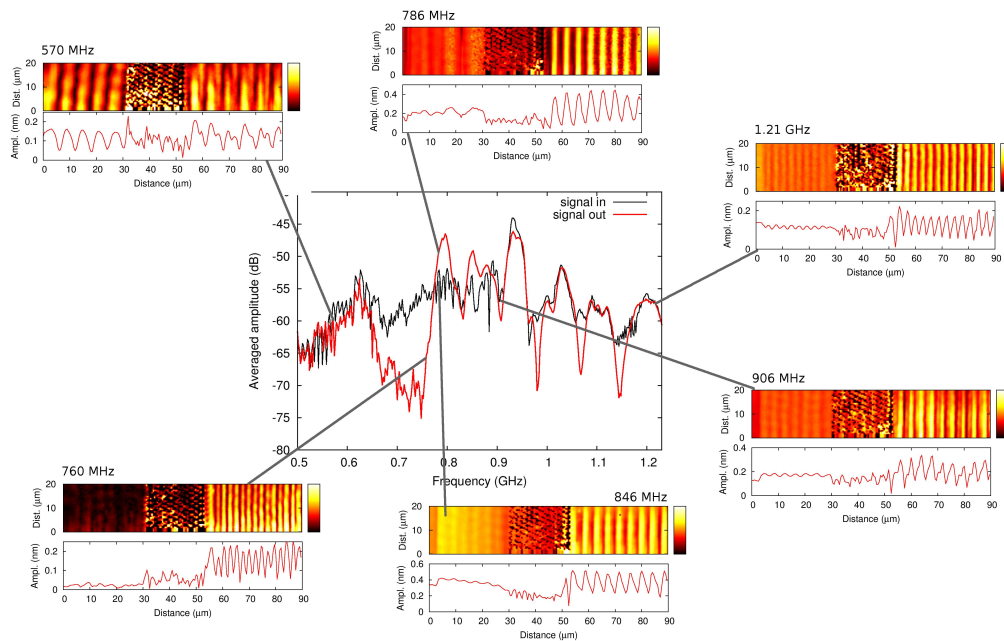 786 MHz
20
10
0
Dist. (µm)
0.4
0.2
0
Ampl. (nm)
0 10 20 30 40 50 60 70 80 90
Distance (µm)
570 MHz
20
10
0
Dist. (µm)
0.2
0.1
0
Ampl. (nm)
0 10 20 30 40 50 60 70 80 90
Distance (µm)
1.21 GHz
20
10
0
Dist. (µm)
0.2
0
Ampl. (nm)
0 10 20 30 40 50 60 70 80 90
Distance (µm)
signal in
signal out
-45
-50
-55
-60
-65
-70
-75
-80
Averaged amplitude (dB)
0.5 0.6 0.7 0.8 0.9 1 1.1 1.2
Frequency (GHz)
906 MHz
20
10
0
Dist. (µm)
0.4
0.2
0
Ampl. (nm)
0 10 20 30 40 50 60 70 80 90
Distance (µm)
760 MHz
20
10
0
Dist. (µm)
0.2
0.1
0
Ampl. (nm)
0 10 20 30 40 50 60 70 80 90
Distance (µm)
846 MHz
20
10
0
Dist. (µm)
0.6
0.4
0.2
0
Ampl. (nm)
0 10 20 30 40 50 60 70 80 90
Distance (µm)